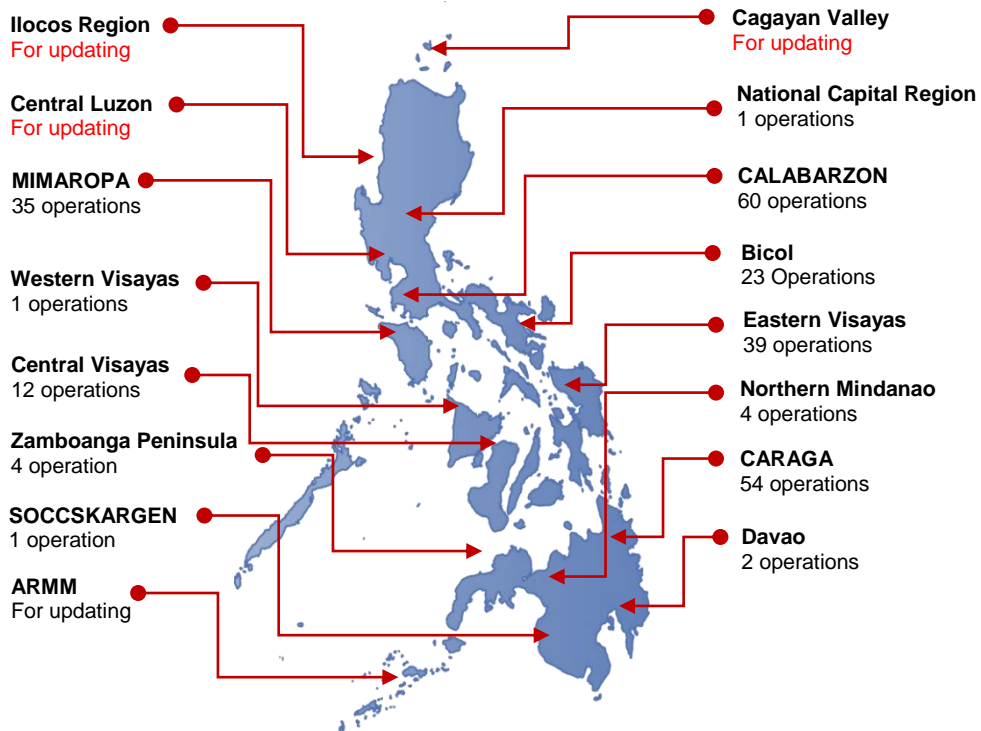 Ilocos Region
For updating
Central Luzon
For updating
MIMAROPA
35 operations
Western Visayas
1 operations
Central Visayas
12 operations
Zamboanga Peninsula
4 operation
SOCCSKARGEN
1 operation
ARMM
For updating
Cagayan Valley
For updating
National Capital Region
1 operations
CALABARZON
60 operations
Bicol
23 Operations
Eastern Visayas
39 operations
Northern Mindanao
4 operations
CARAGA
54 operations
Davao
2 operations